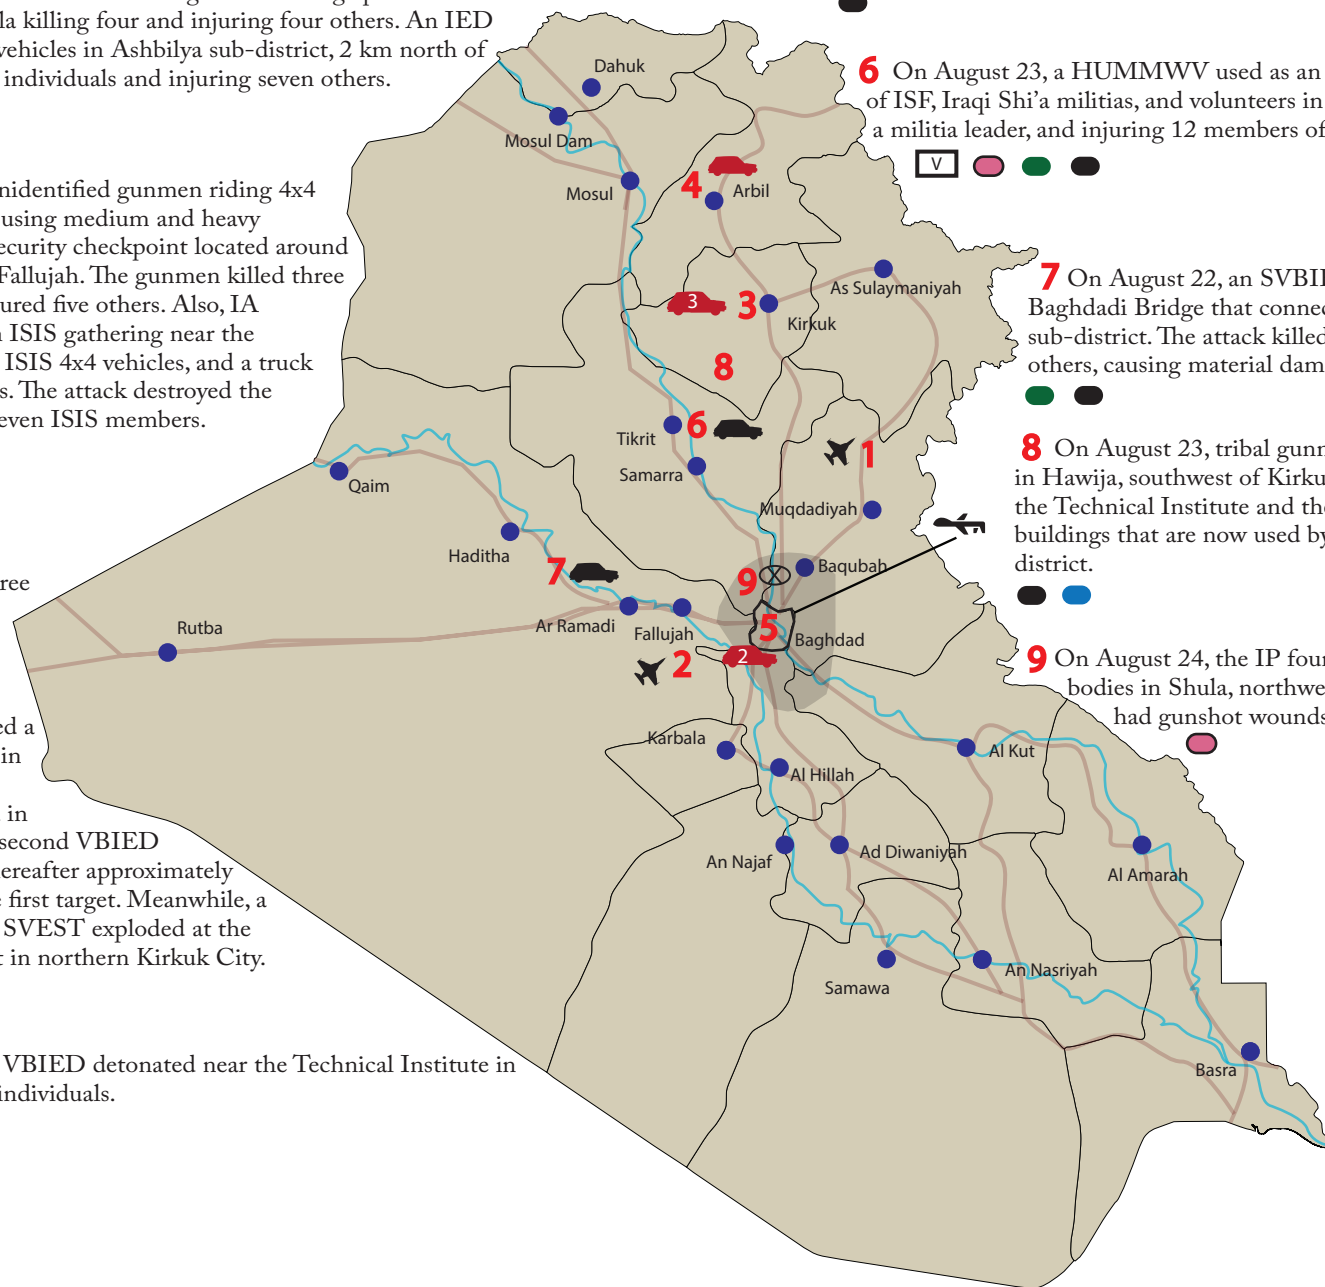 la killing four and injuring four others. An IED
vehicles in Ashbilya sub-district, 2 km north of
individuals and injuring seven others.
nidentified gunmen riding 4x4
using medium and heavy
ecurity checkpoint located around
Fallujah. The gunmen killed three
ured five others. Also, IA
ISIS gathering near the
ISIS 4x4 vehicles, and a truck
s. The attack destroyed the
even ISIS members.
ree
ed a
in
in
second VBIED
ereafter approximately
first target. Meanwhile, a
SVEST exploded at the
t in northern Kirkuk City.
VBIED detonated near the Technical Institute in
individuals.
Dahuk
Mosul Dam
Mosul
4
Arbil
As Sulaymaniyah
3
3
Kirkuk
8
Tikrit
6
Samarra
1
Muqdadiyah
Qaim
Haditha
7
9
X
Baqubah
Rutba
Ar Ramadi
Fallujah
5
Baghdad
2
2
Karbala
Al Hillah
Al Kut
An Najaf
Ad Diwaniyah
Al Amarah
Samawa
An Nasriyah
Basra
6 On August 23, a HUMMWV used as an
of ISF, Iraqi Shi'a militias, and volunteers in
a militia leader, and injuring 12 members of
V
7 On August 22, an SVBIE
Baghdadi Bridge that connec
sub-district. The attack killed
others, causing material dam
8 On August 23, tribal gunn
in Hawija, southwest of Kirku
the Technical Institute and the
buildings that are now used by
district.
9 On August 24, the IP four
bodies in Shula, northwe
had gunshot wounds